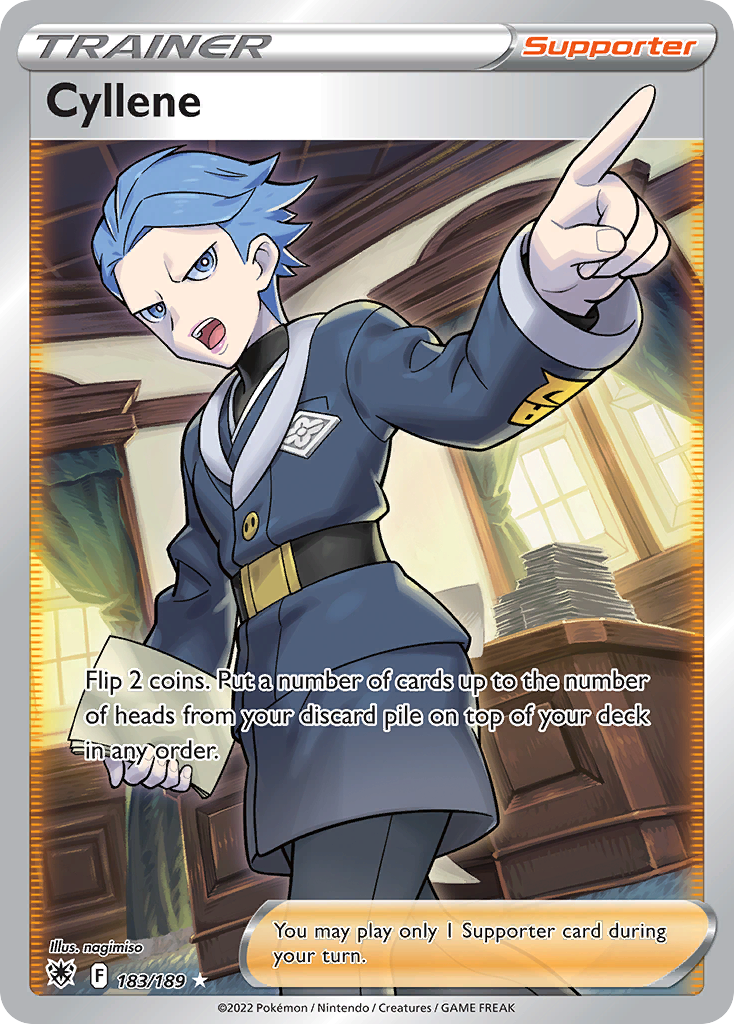 TRAINER Supporter
Cyllene
Flip 2 coins. Put a number of cards up to the number
of heads from your discard pile on top of your deck
in any order.
You may play only 1 Supporter card during
your turn.
Illus. nagimiso
F 183/189 ★
©2022 Pokémon / Nintendo / Creatures / GAME FREAK